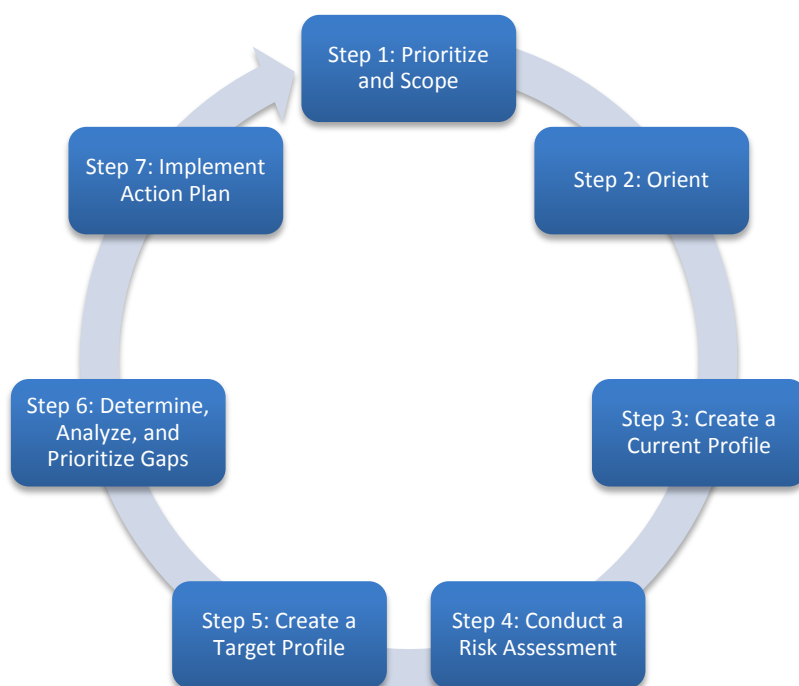 Step 1: Prioritize
and Scope
Step 2: Orient
Step 3: Create a
Current Profile
Step 4: Conduct a
Risk Assessment
Step 5: Create a
Target Profile
Step 6: Determine,
Analyze, and
Prioritize Gaps
Step 7: Implement
Action Plan